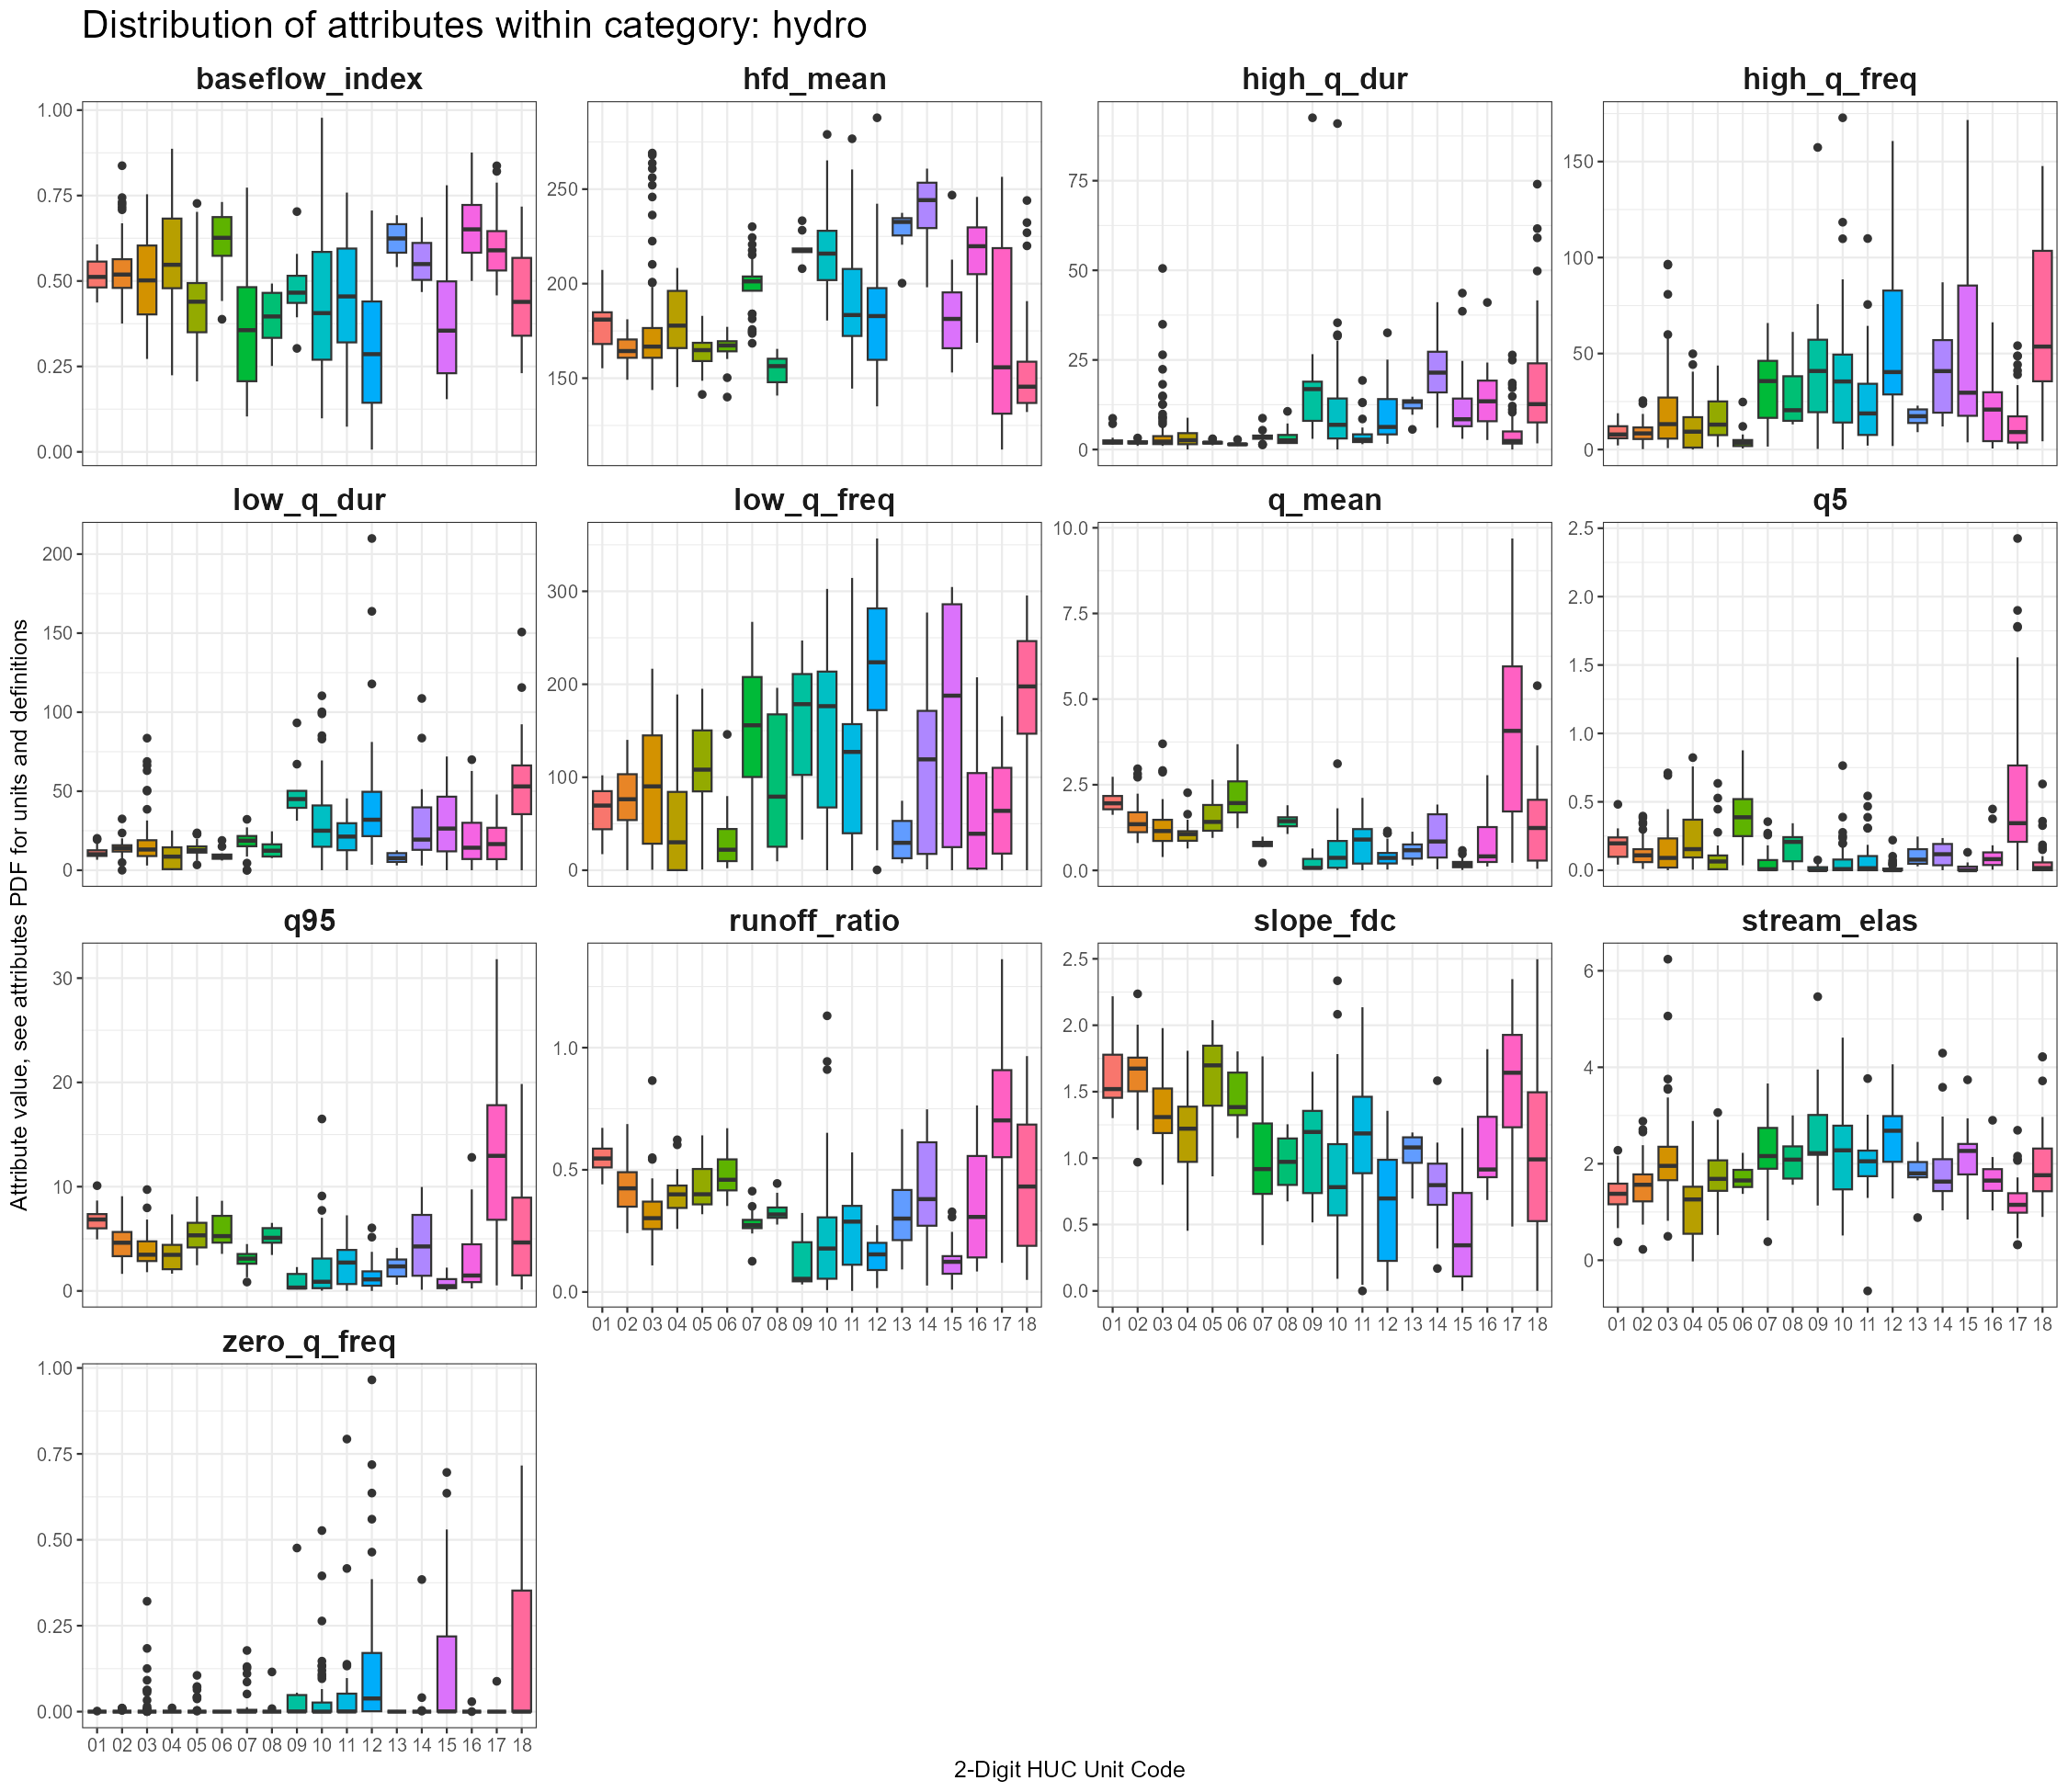 Distribution of attributes within category: hydro
baseflow_index
hfd_mean
high_q_dur
high_q_freq
1.00
0.75
0.50
0.25
0.00
250
200
150
75
50
25
0
150
100
50
0
low_q_dur
low_q_freq
q_mean
q5
200
150
100
50
0
300
200
100
0
10.0
7.5
5.0
2.5
0.0
2.5
2.0
1.5
1.0
0.5
0.0
Attribute value, see attributes PDF for units and definitions
q95
runoff_ratio
slope_fdc
stream_elas
30
20
10
0
1.0
0.5
0.0
2.5
2.0
1.5
1.0
0.5
0.0
6
4
2
0
01 02 03 04 05 06 07 08 09 10 11 12 13 14 15 16 17 18
01 02 03 04 05 06 07 08 09 10 11 12 13 14 15 16 17 18
01 02 03 04 05 06 07 08 09 10 11 12 13 14 15 16 17 18
zero_q_freq
1.00
0.75
0.50
0.25
0.00
01 02 03 04 05 06 07 08 09 10 11 12 13 14 15 16 17 18
2-Digit HUC Unit Code